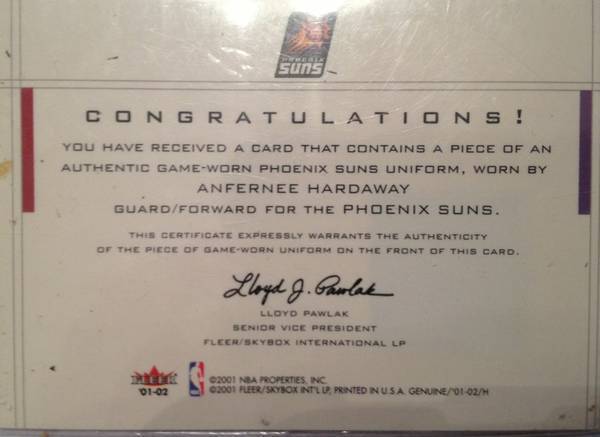 PHOENIX
SUNS
CONGRATULATIONS!
YOU HAVE RECEIVED A CARD THAT CONTAINS A PIECE OF AN
AUTHENTIC GAME-WORN PHOENIX SUNS UNIFORM, WORN BY
ANFERNEE HARDAWAY
GUARD/FORWARD FOR THE PHOENIX SUNS.
THIS CERTIFICATE EXPRESSLY WARRANTS THE AUTHENTICITY
OF THE PIECE OF GAME-WORN UNIFORM ON THE FRONT OF THIS CARD.
Lloyd J. Pawlak
LLOYD PAWLAK
SENIOR VICE PRESIDENT
FLEER/SKYBOX INTERNATIONAL LP
FLEER
'01-02
NBA
©2001 NBA PROPERTIES, INC.
©2001 FLEER/SKYBOX INT'L LP, PRINTED IN U.S.A. GENUINE/'01-02/H